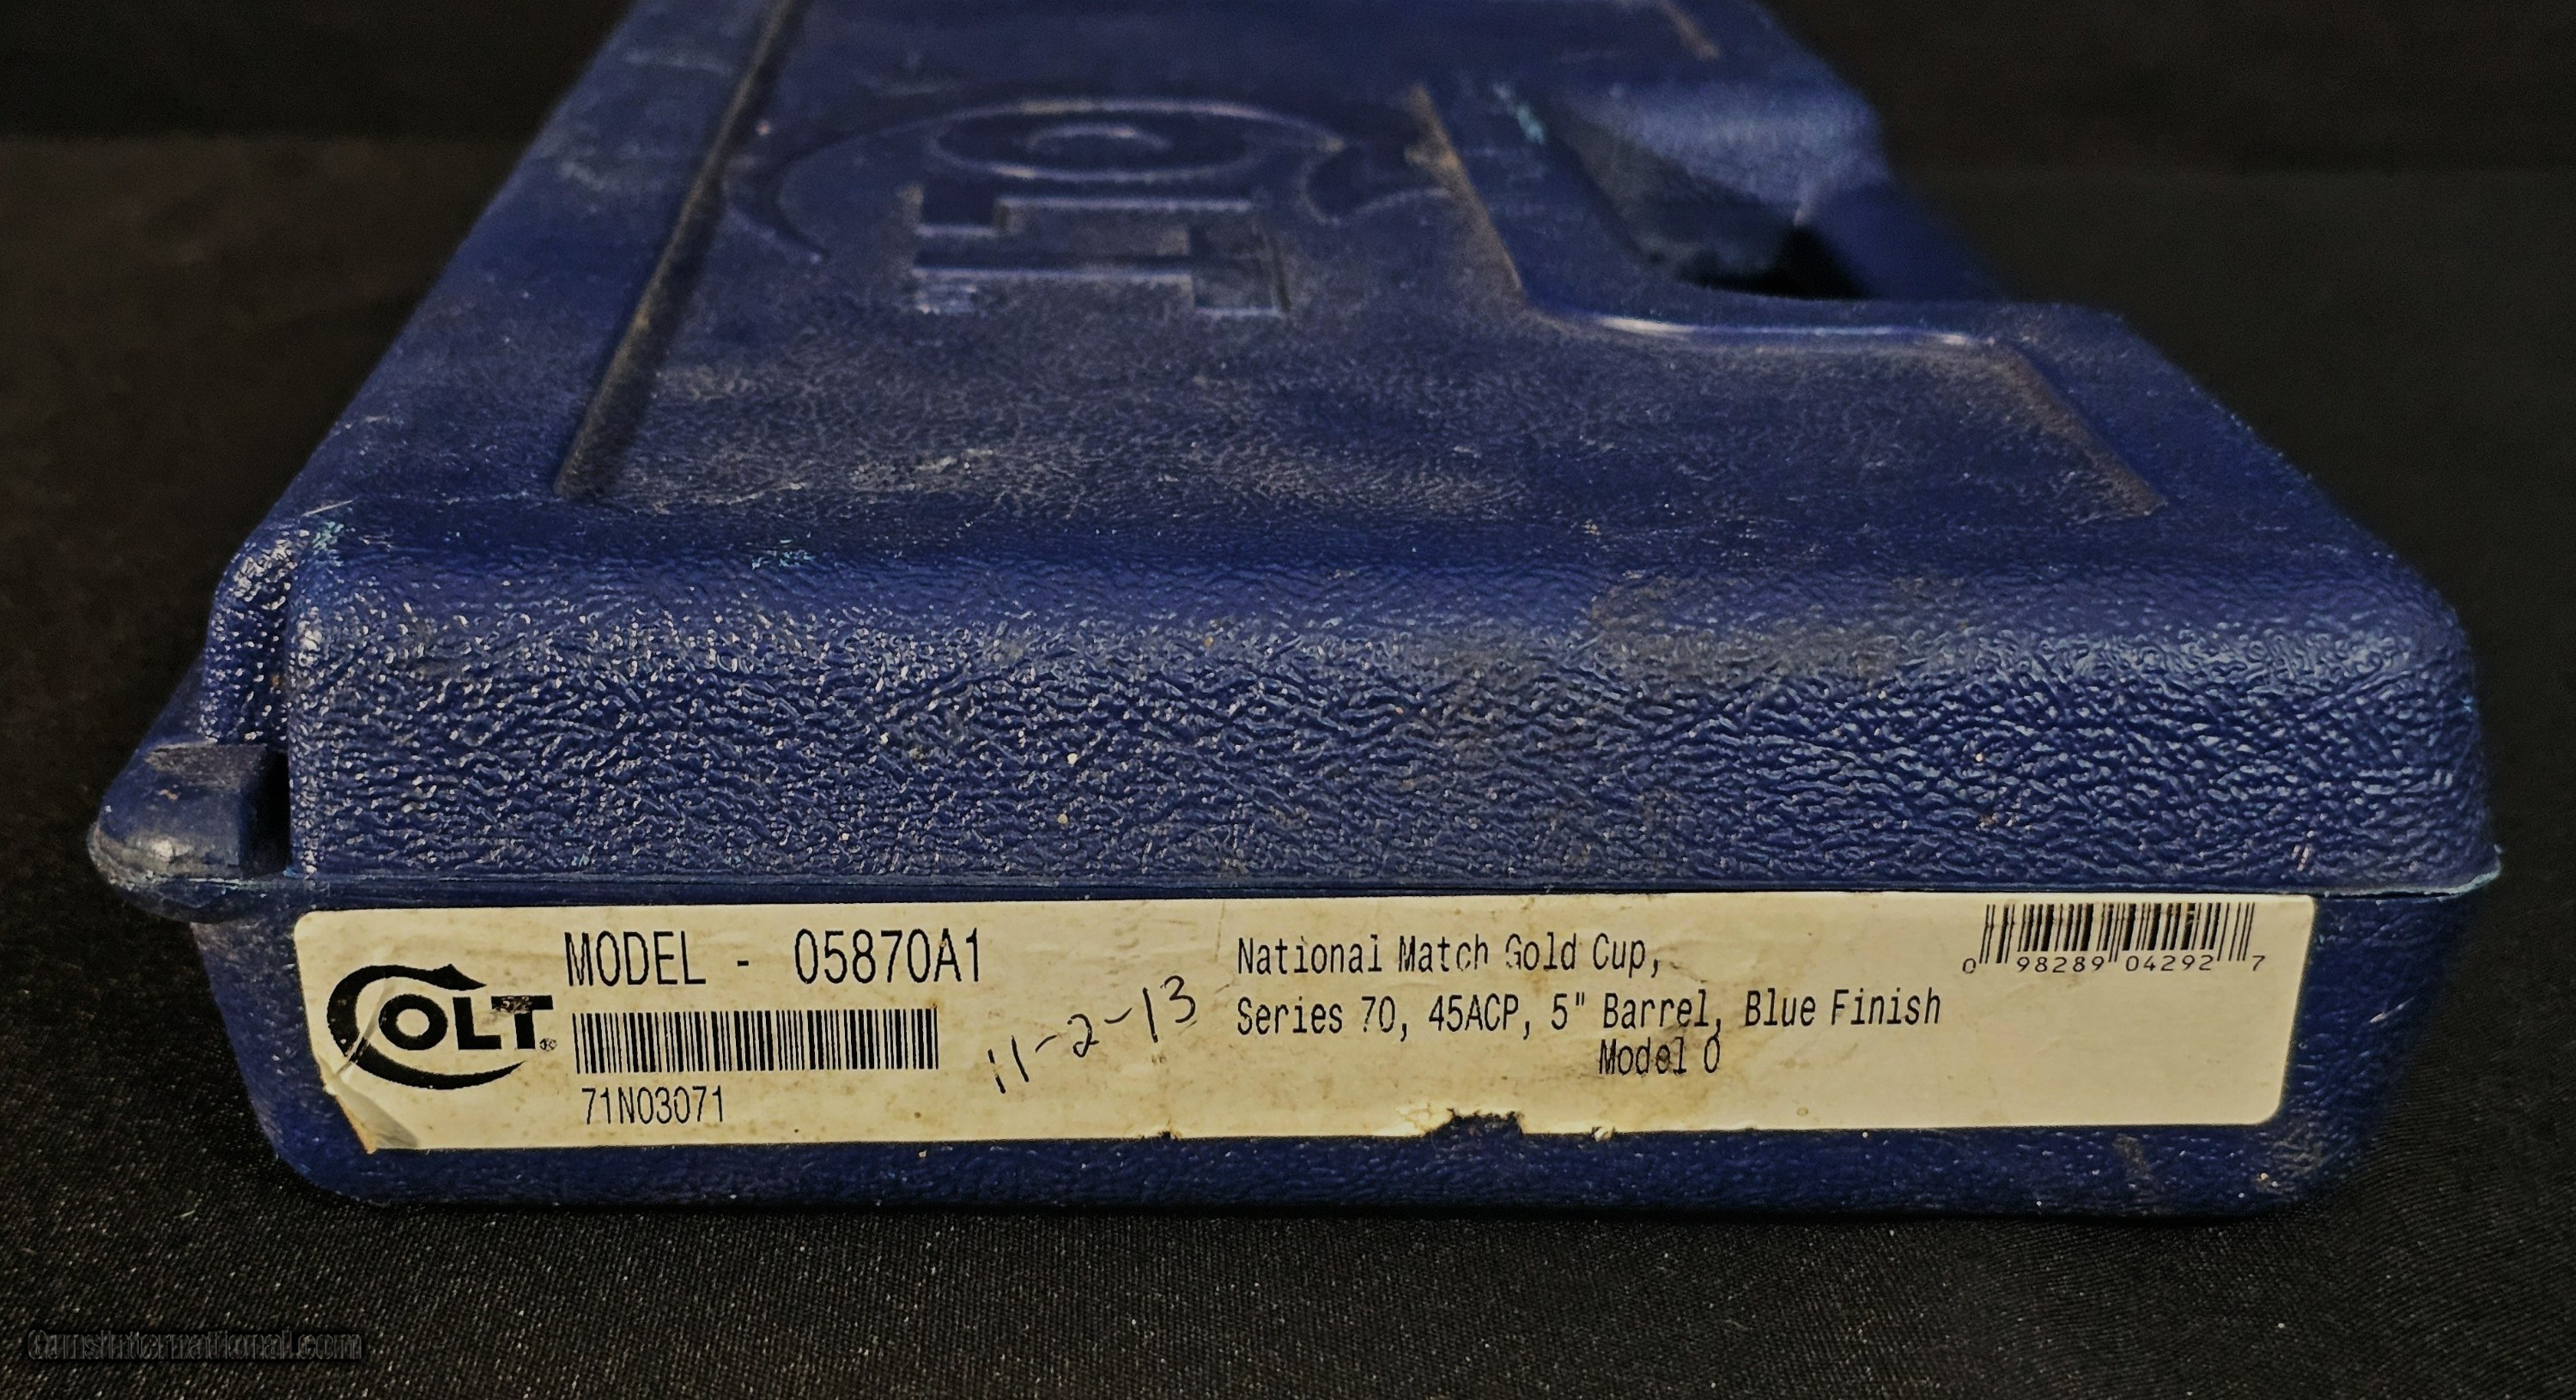 COLT
COLT®
MODEL - 05870A1
71N03071
11-2-13
National Match Gold Cup,
Series 70, 45ACP, 5" Barrel, Blue Finish
Model O
0 98289 04292 7
GunsInternational.com